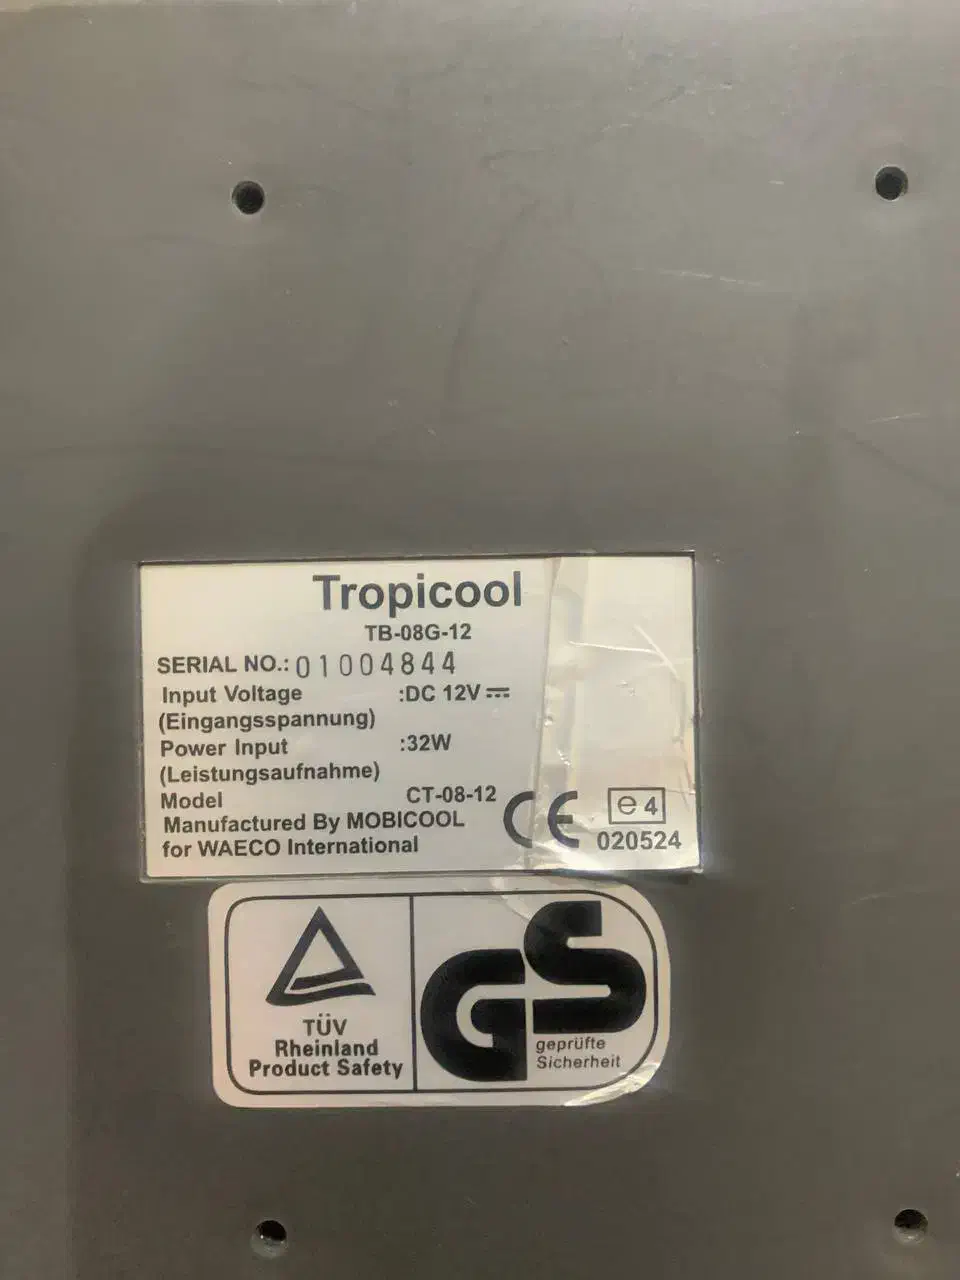 Tropicool
TB-08G-12
SERIAL NO.: 01004844
Input Voltage :DC 12V
(Eingangsspannung)
Power Input :32W
(Leistungsaufnahme)
Model CT-08-12
Manufactured By MOBICOOL
for WAECO International
CE
e4
020524
TÜV
Rheinland
Product Safety
GS
geprüfte
Sicherheit